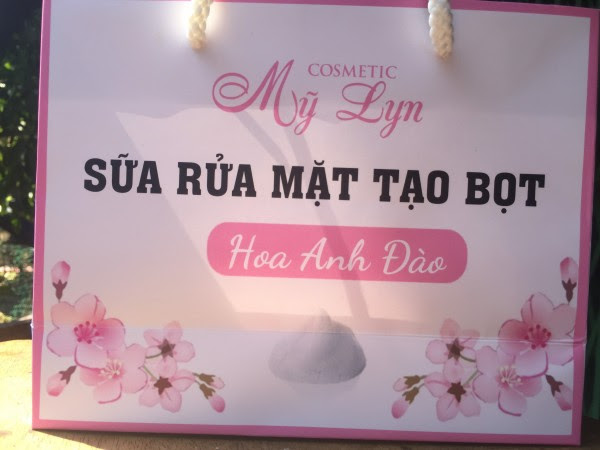 COSMETIC
Mỹ Lyn
SỮA RỬA MẶT TẠO BỌT
Hoa Anh Đào